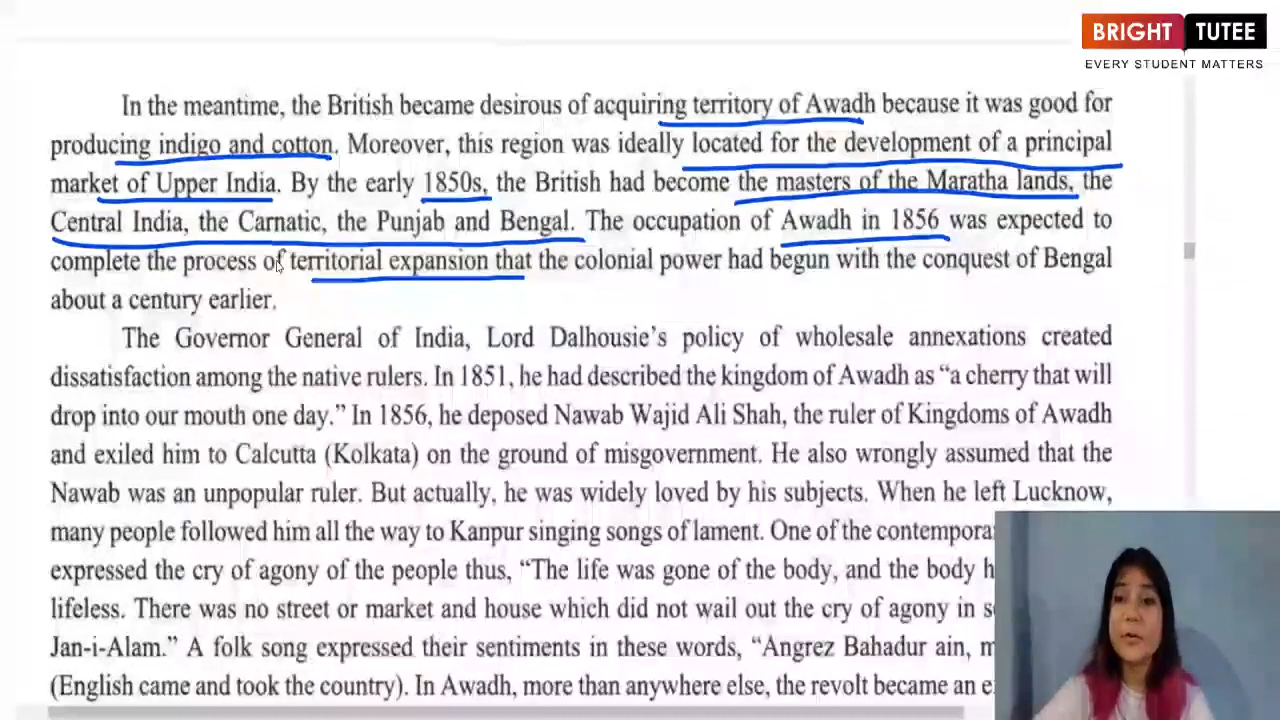 BRIGHT TUTEE
EVERY STUDENT MATTERS
In the meantime, the British became desirous of acquiring territory of Awadh because it was good for
producing indigo and cotton. Moreover, this region was ideally located for the development of a principal
market of Upper India. By the early 1850s, the British had become the masters of the Maratha lands, the
Central India, the Carnatic, the Punjab and Bengal. The occupation of Awadh in 1856 was expected to
complete the process of territorial expansion that the colonial power had begun with the conquest of Bengal
about a century earlier.
The Governor General of India, Lord Dalhousie's policy of wholesale annexations created
dissatisfaction among the native rulers. In 1851, he had described the kingdom of Awadh as “a cherry that will
drop into our mouth one day.” In 1856, he deposed Nawab Wajid Ali Shah, the ruler of Kingdoms of Awadh
and exiled him to Calcutta (Kolkata) on the ground of misgovernment. He also wrongly assumed that the
Nawab was an unpopular ruler. But actually, he was widely loved by his subjects. When he left Lucknow,
many people followed him all the way to Kanpur singing songs of lament. One of the
expressed the cry of agony of the people thus, “The life was gone of the body, and the body
lifeless. There was no street or market and house which did not wail out the cry of agony in
Jan-i-Alam.” A folk song expressed their sentiments in these words, “Angrez Bahadur ain,
(English came and took the country). In Awadh, more than anywhere else, the revolt became an